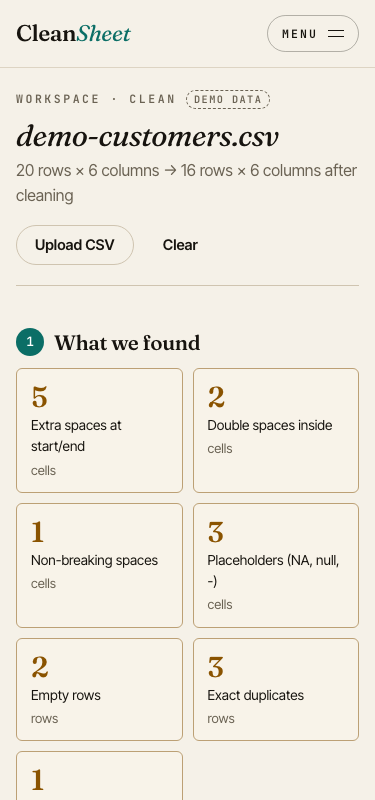 CleanSheet
MENU
WORKSPACE · CLEAN DEMO DATA
demo-customers.csv
20 rows × 6 columns → 16 rows × 6 columns after
cleaning
Upload CSV
Clear
1 What we found
5
Extra spaces at
start/end
cells
2
Double spaces inside
cells
1
Non-breaking spaces
cells
3
Placeholders (NA, null,
-)
cells
2
Empty rows
rows
3
Exact duplicates
rows
1